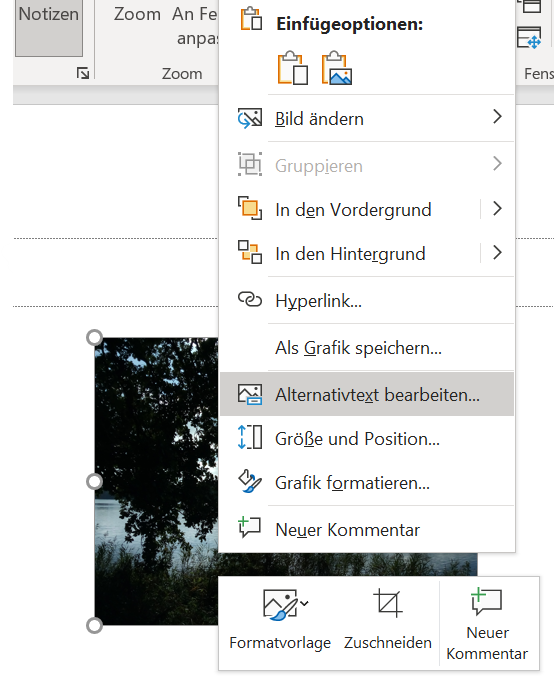 Notizen
Zoom
An Fe
anpas
Zoom
Fens
Einfügeoptionen:
Bild ändern
Gruppieren
In den Vordergrund
In den Hintergrund
Hyperlink...
Als Grafik speichern...
Alternativtext bearbeiten...
Größe und Position...
Grafik formatieren...
Neuer Kommentar
Formatvorlage
Zuschneiden
Neuer
Kommentar